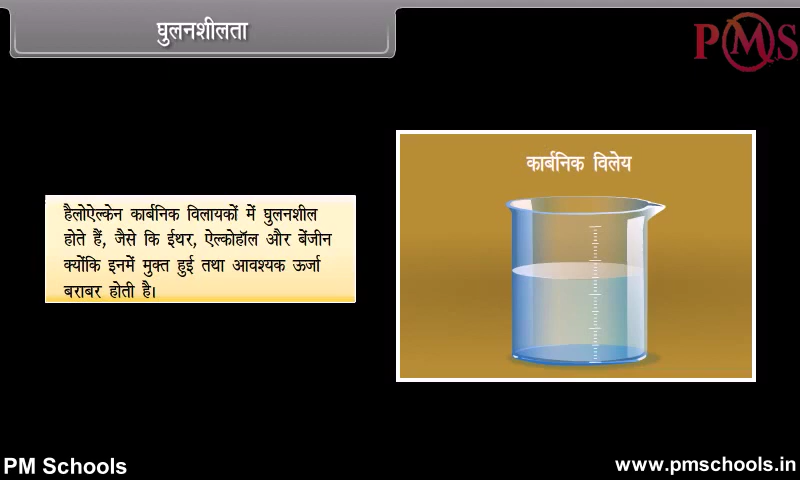 घुलनशीलता
PMS
कार्बनिक विलेय
हैलोऐल्केन कार्बनिक विलायकों में घुलनशील
होते हैं, जैसे कि ईथर, ऐल्कोहॉल और बेंजीन
क्योंकि इनमें मुक्त हुई तथा आवश्यक ऊर्जा
बराबर होती है।
PM Schools
www.pmschools.in